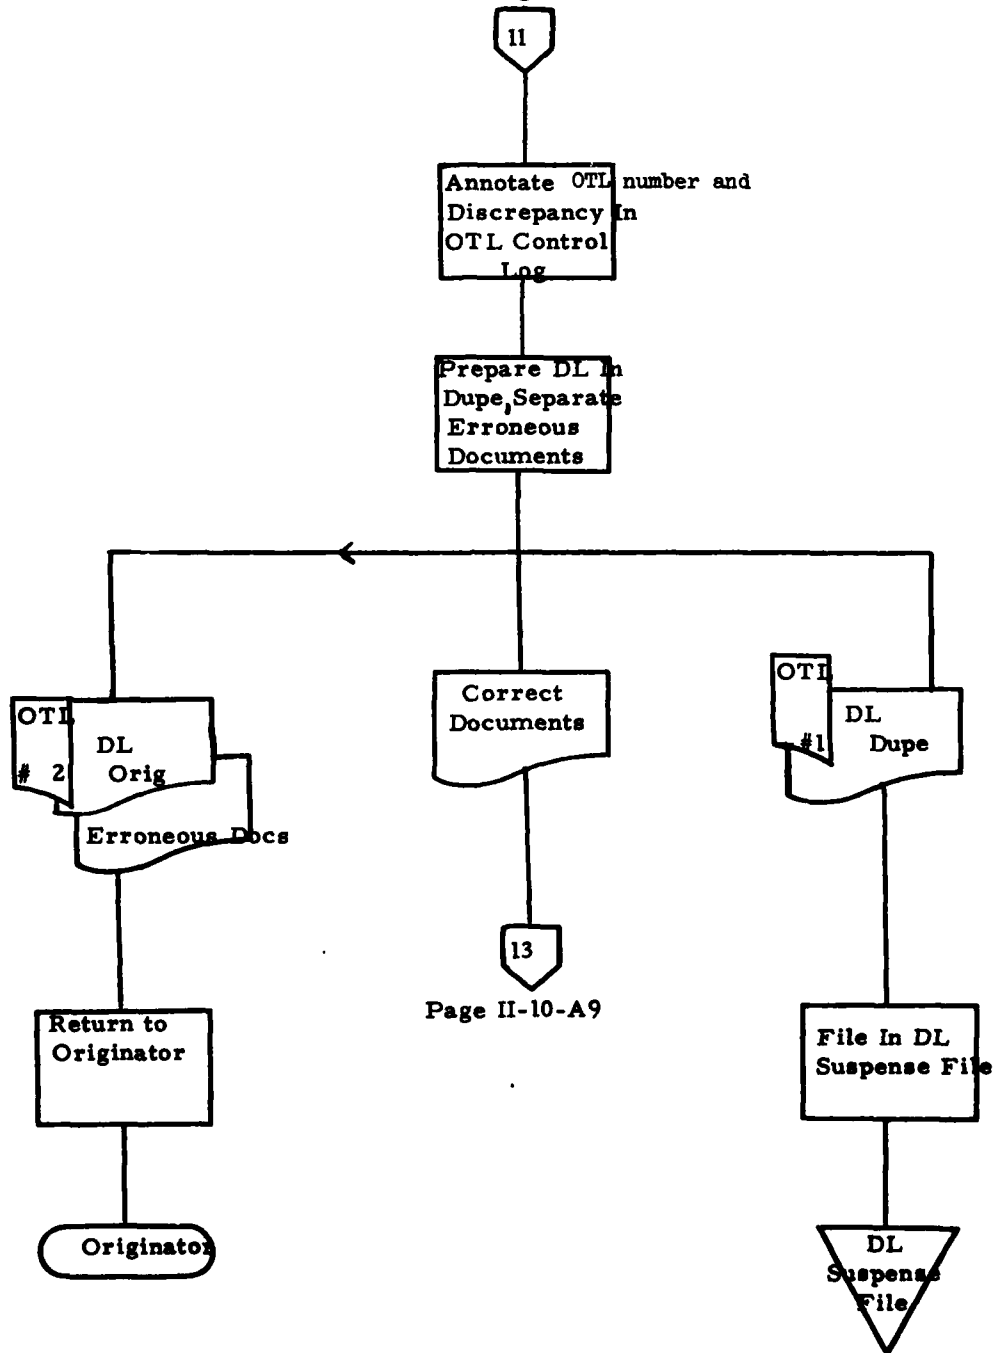 11
Annotate OTL number and
Discrepancy In
OTL Control
Log
Prepare DL In
Dupe, Separate
Erroneous
Documents
OTL
# 2
DL
Orig
Erroneous Docs
Correct
Documents
OTL
#1
DL
Dupe
13
Page II-10-A9
Return to
Originator
File In DL
Suspense File
Originator
DL
Suspense
File